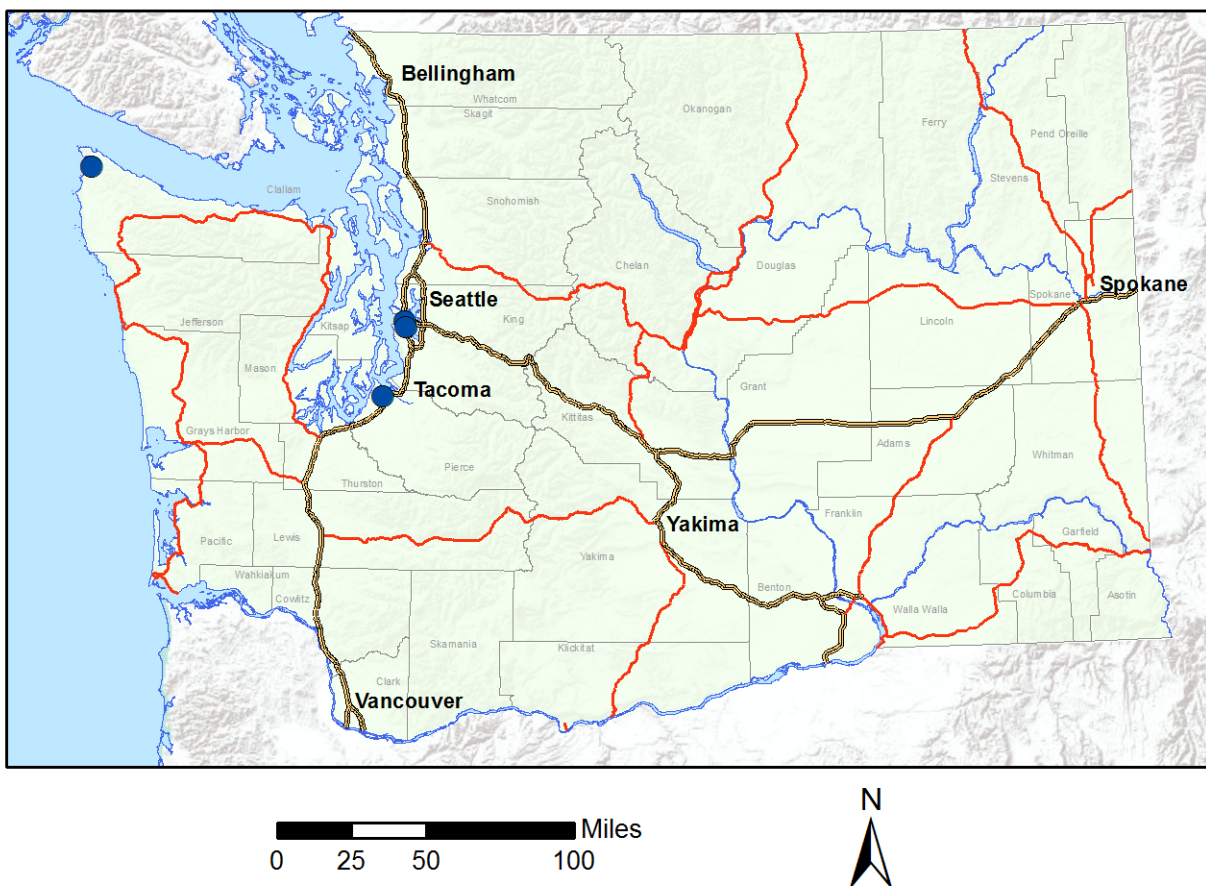 Bellingham
Whatcom
Skagit
Okanogan
Ferry
Pend Oreille
Stevens
Clallam
Snohomish
Chelan
Douglas
Spokane
Spokane
Seattle
King
Lincoln
Jefferson
Kitsap
Mason
Grant
Tacoma
Kittitas
Grays Harbor
Adams
Whitman
Pierce
Thurston
Franklin
Yakima
Garfield
Pacific
Lewis
Yakima
Wahkiakum
Cowlitz
Benton
Walla Walla
Columbia
Asotin
Skamania
Klickitat
Clark
Vancouver
N
Miles
0 25 50 100